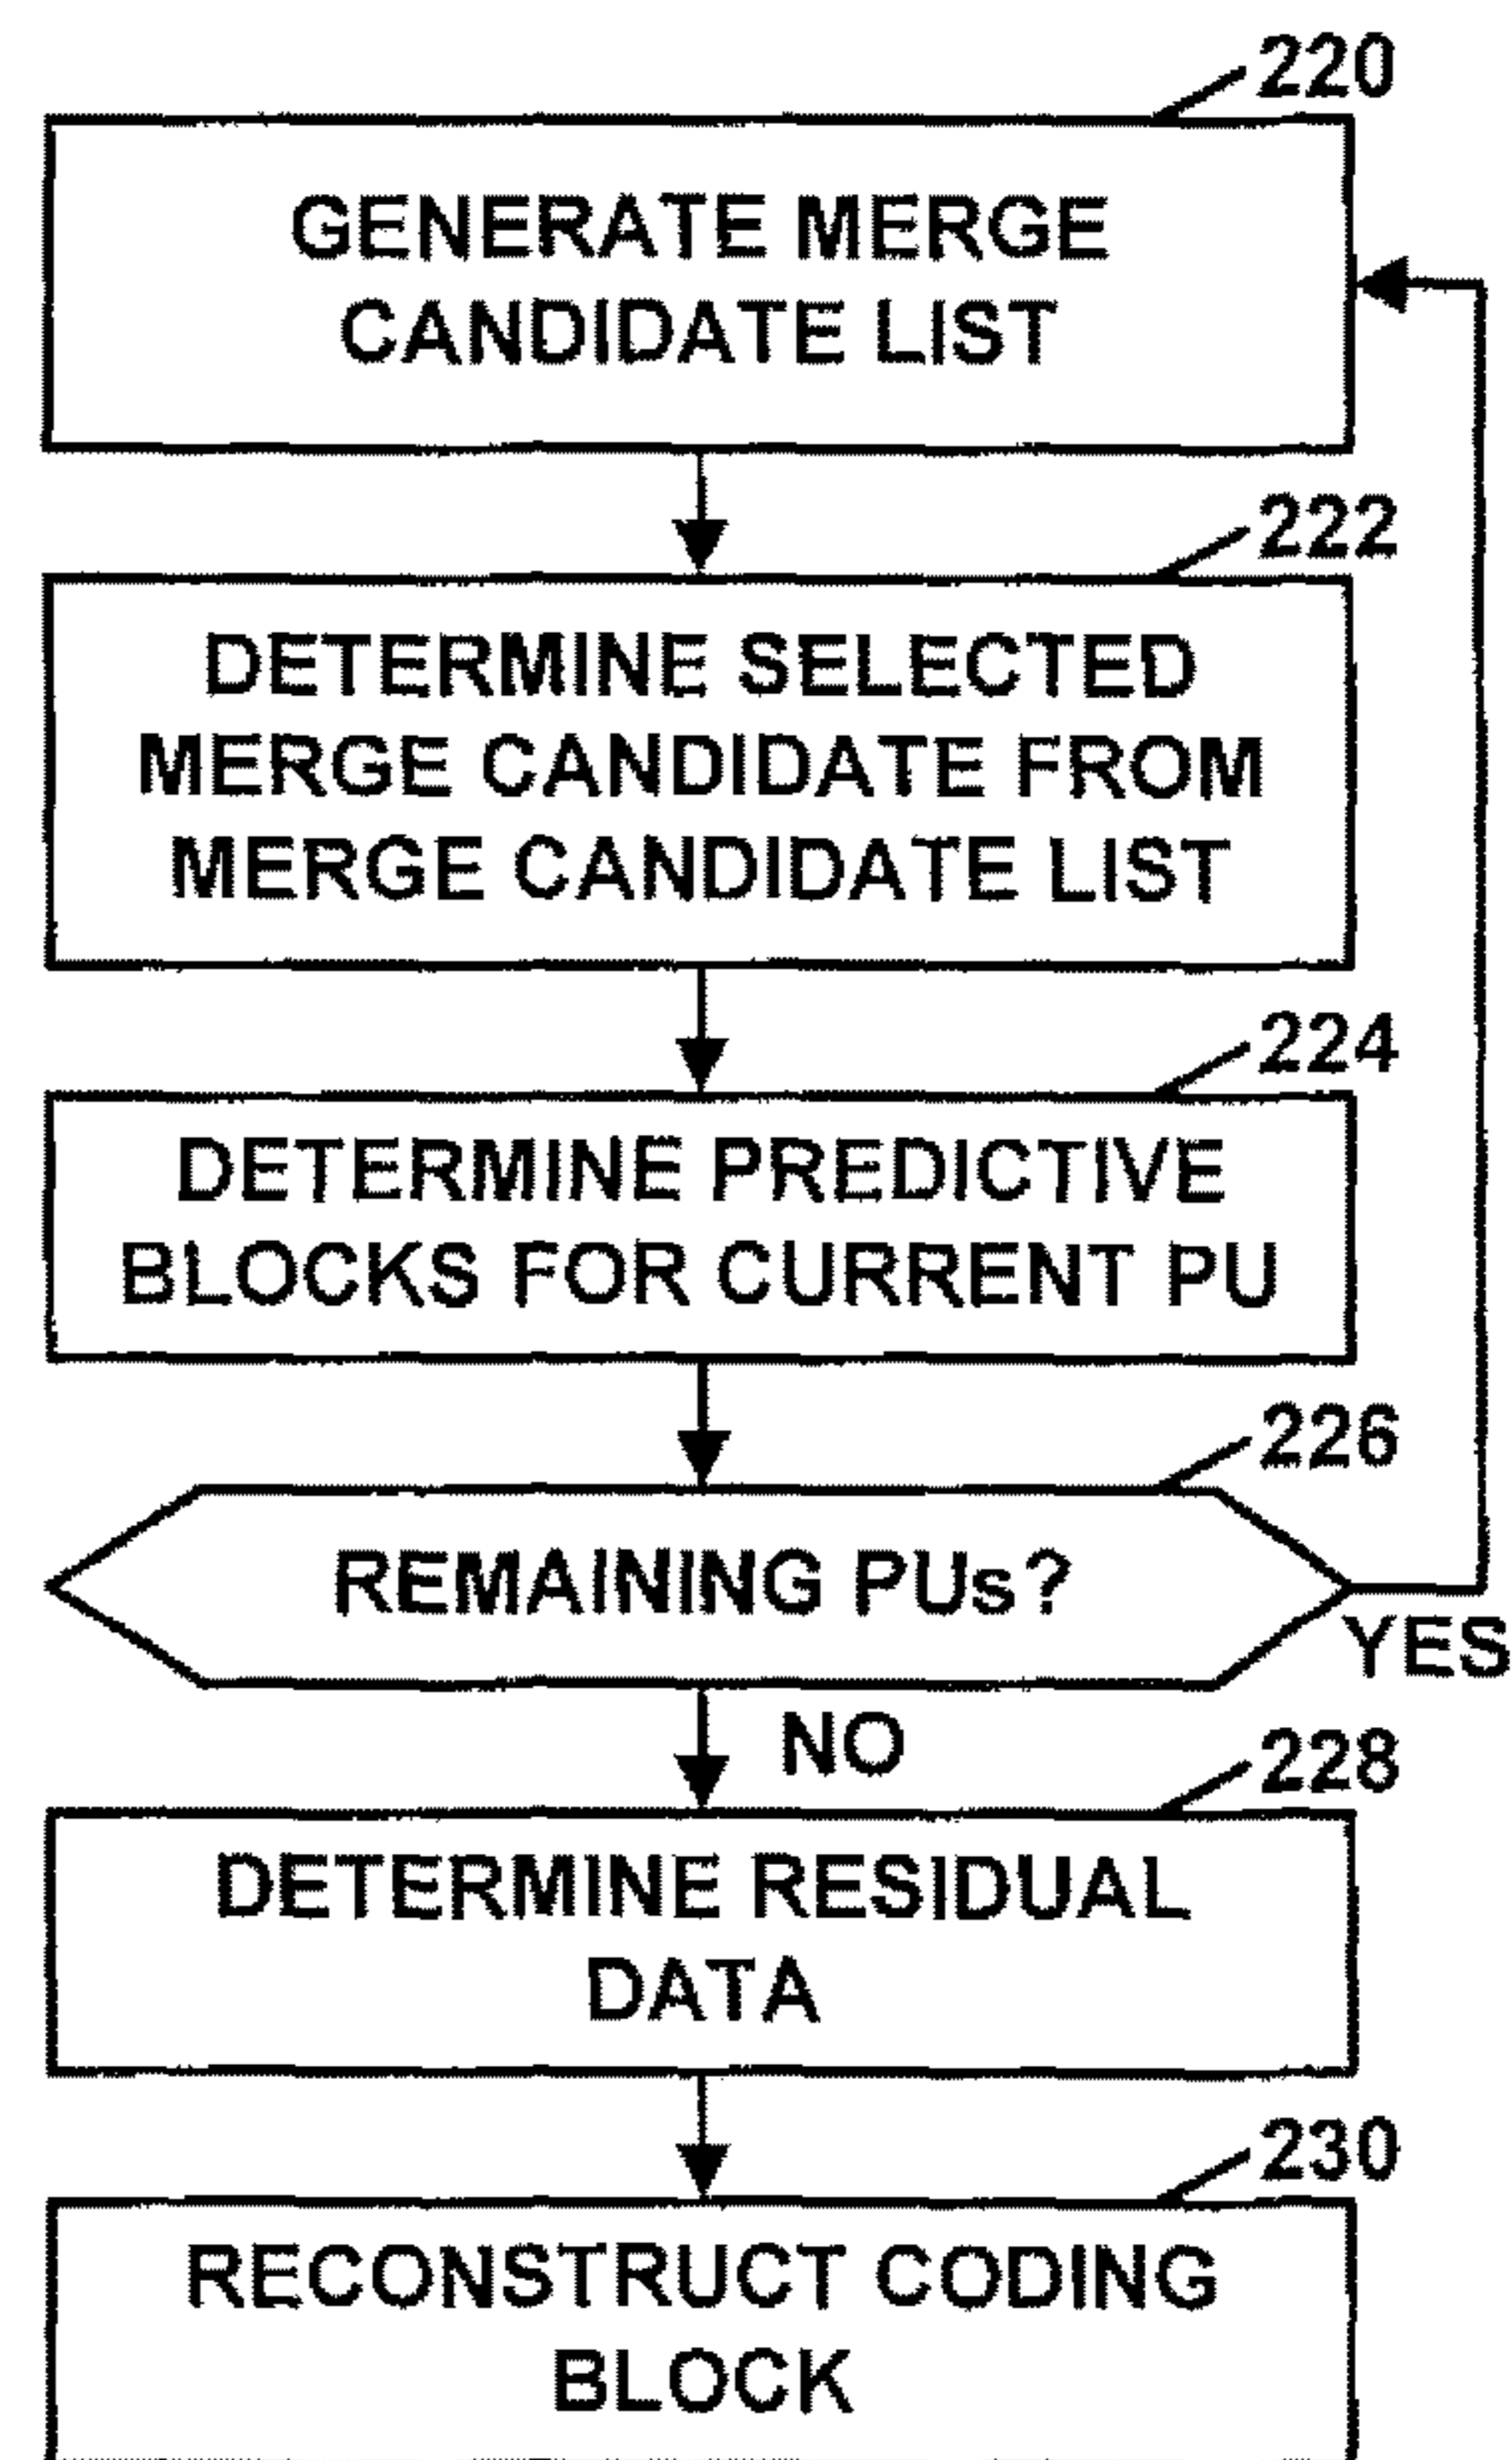 220
GENERATE MERGE
CANDIDATE LIST
222
DETERMINE SELECTED
MERGE CANDIDATE FROM
MERGE CANDIDATE LIST
224
DETERMINE PREDICTIVE
BLOCKS FOR CURRENT PU
226
REMAINING PUs?
YES
NO
228
DETERMINE RESIDUAL
DATA
230
RECONSTRUCT CODING
BLOCK